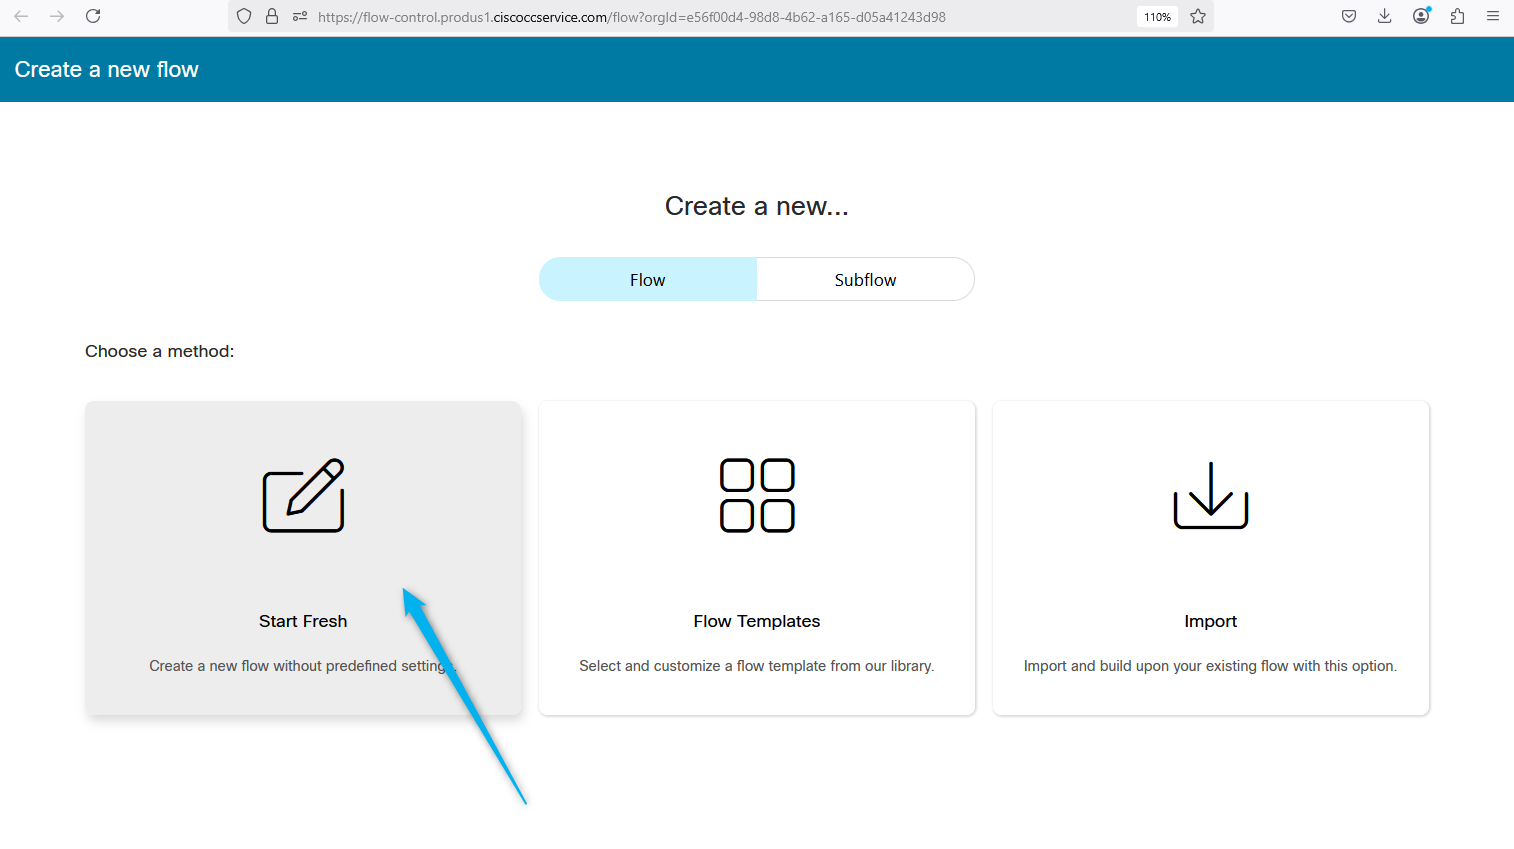 https://flow-control.produs1.ciscoccservice.com/flow?orgId=e56f00d4-98d8-4b62-a165-d05a41243d98
110%
Create a new flow
Create a new...
Flow
Subflow
Choose a method:
Start Fresh
Create a new flow without predefined settings.
Flow Templates
Select and customize a flow template from our library.
Import
Import and build upon your existing flow with this option.